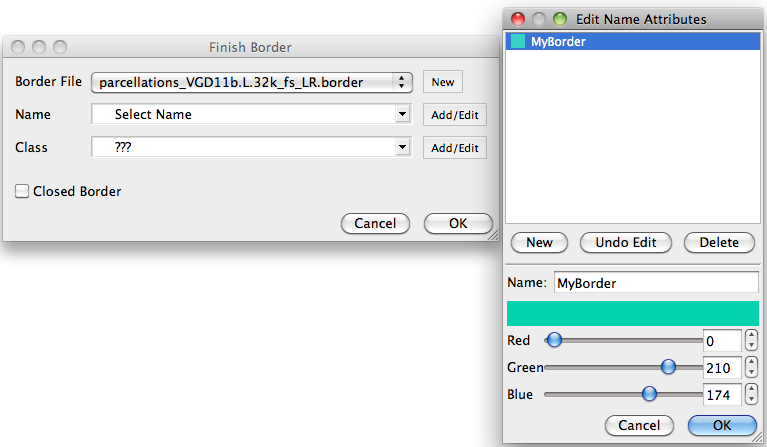 Finish Border
Border File parcellations_VGD11b.L.32k_fs_LR.border New
Name Select Name Add/Edit
Class ??? Add/Edit
Closed Border
Cancel OK
Edit Name Attributes
MyBorder
New Undo Edit Delete
Name: MyBorder
Red 0
Green 210
Blue 174
Cancel OK